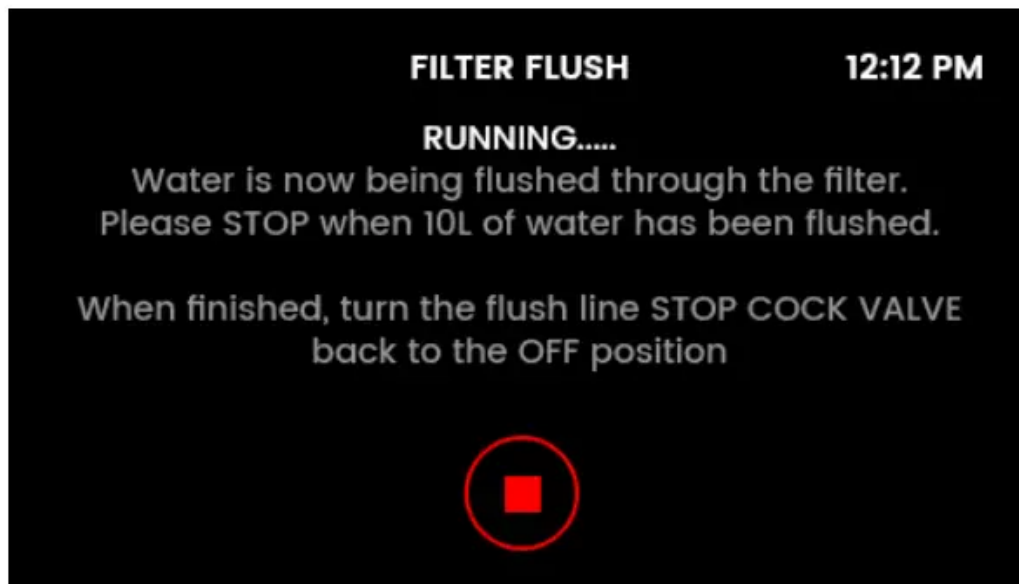 FILTER FLUSH 12:12 PM
RUNNING.....
Water is now being flushed through the filter.
Please STOP when 10L of water has been flushed.
When finished, turn the flush line STOP COCK VALVE
back to the OFF position